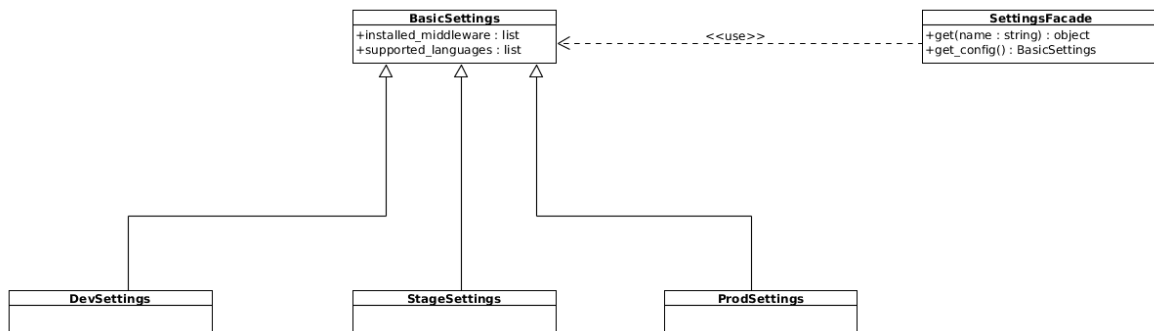 BasicSettings
+installed_middleware : list
+supported_languages : list
<<use>>
SettingsFacade
+get(name : string) : object
+get_config() : BasicSettings
DevSettings
StageSettings
ProdSettings